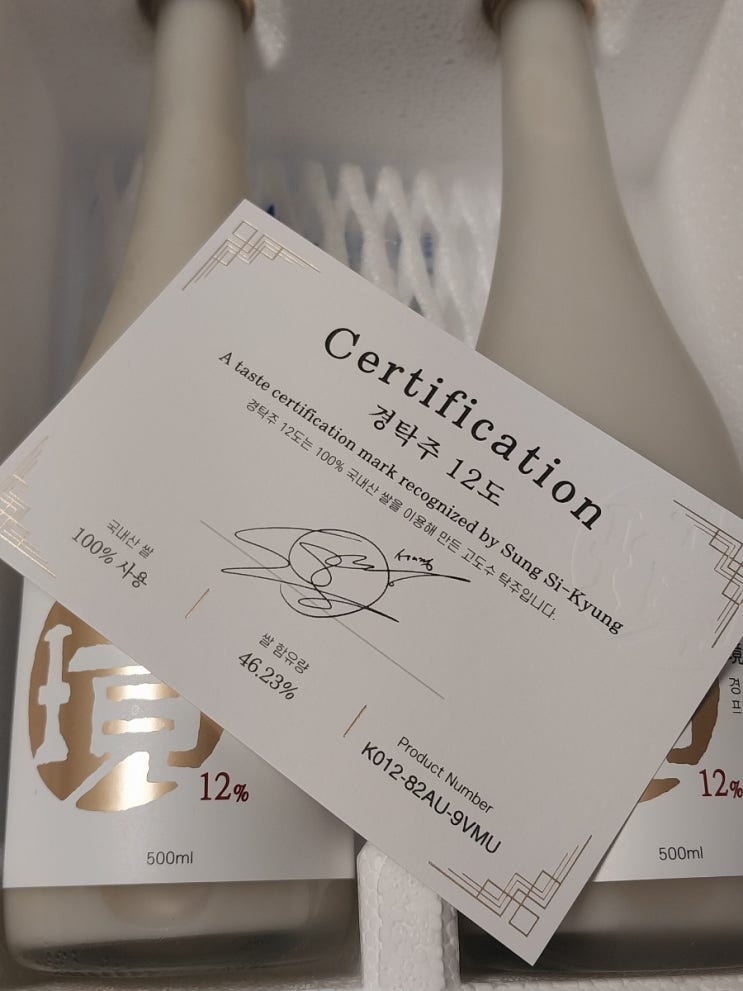 Certification
경탁주 12도
A taste certification mark recognized by Sung Si-Kyung
경탁주 12도는 100% 국내산 쌀을 이용해 만든 고도수 탁주입니다.
국내산 쌀
100% 사용
쌀 함유량
46.23%
Product Number
K012-82AU-9VMU
境
12%
500ml
12%
500ml